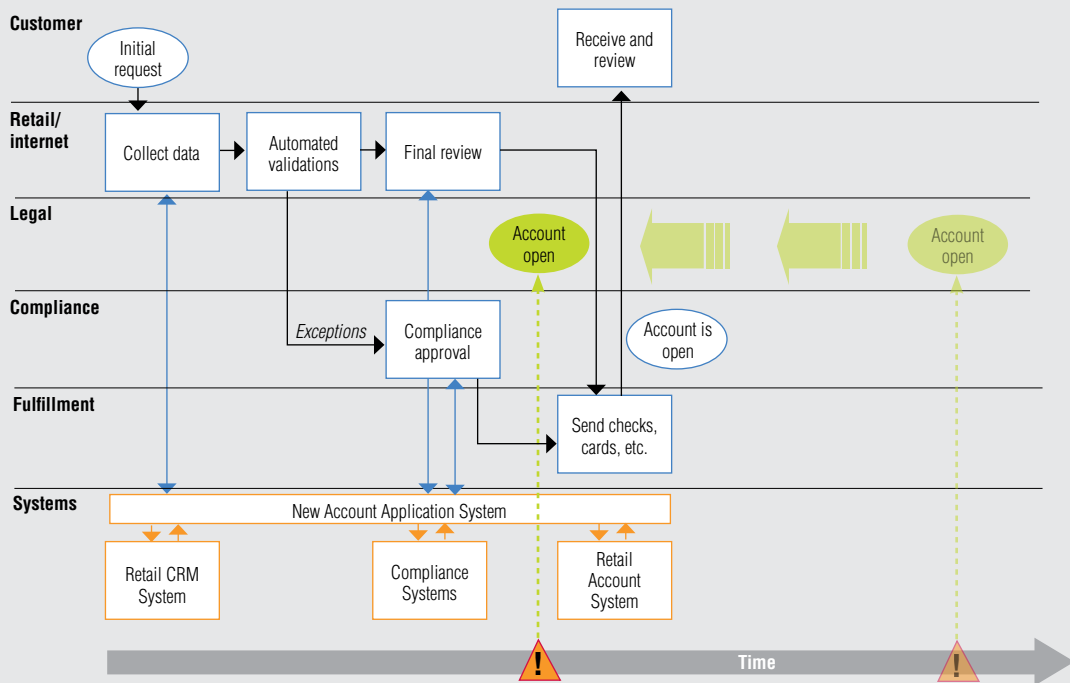 Customer
Initial
request
Receive and
review
Retail/
internet
Collect data
Automated
validations
Final review
Legal
Account
open
Account
open
Compliance
Exceptions
Compliance
approval
Account is
open
Fulfillment
Send checks,
cards, etc.
Systems
New Account Application System
Retail CRM
System
Compliance
Systems
Retail
Account
System
!
Time
!